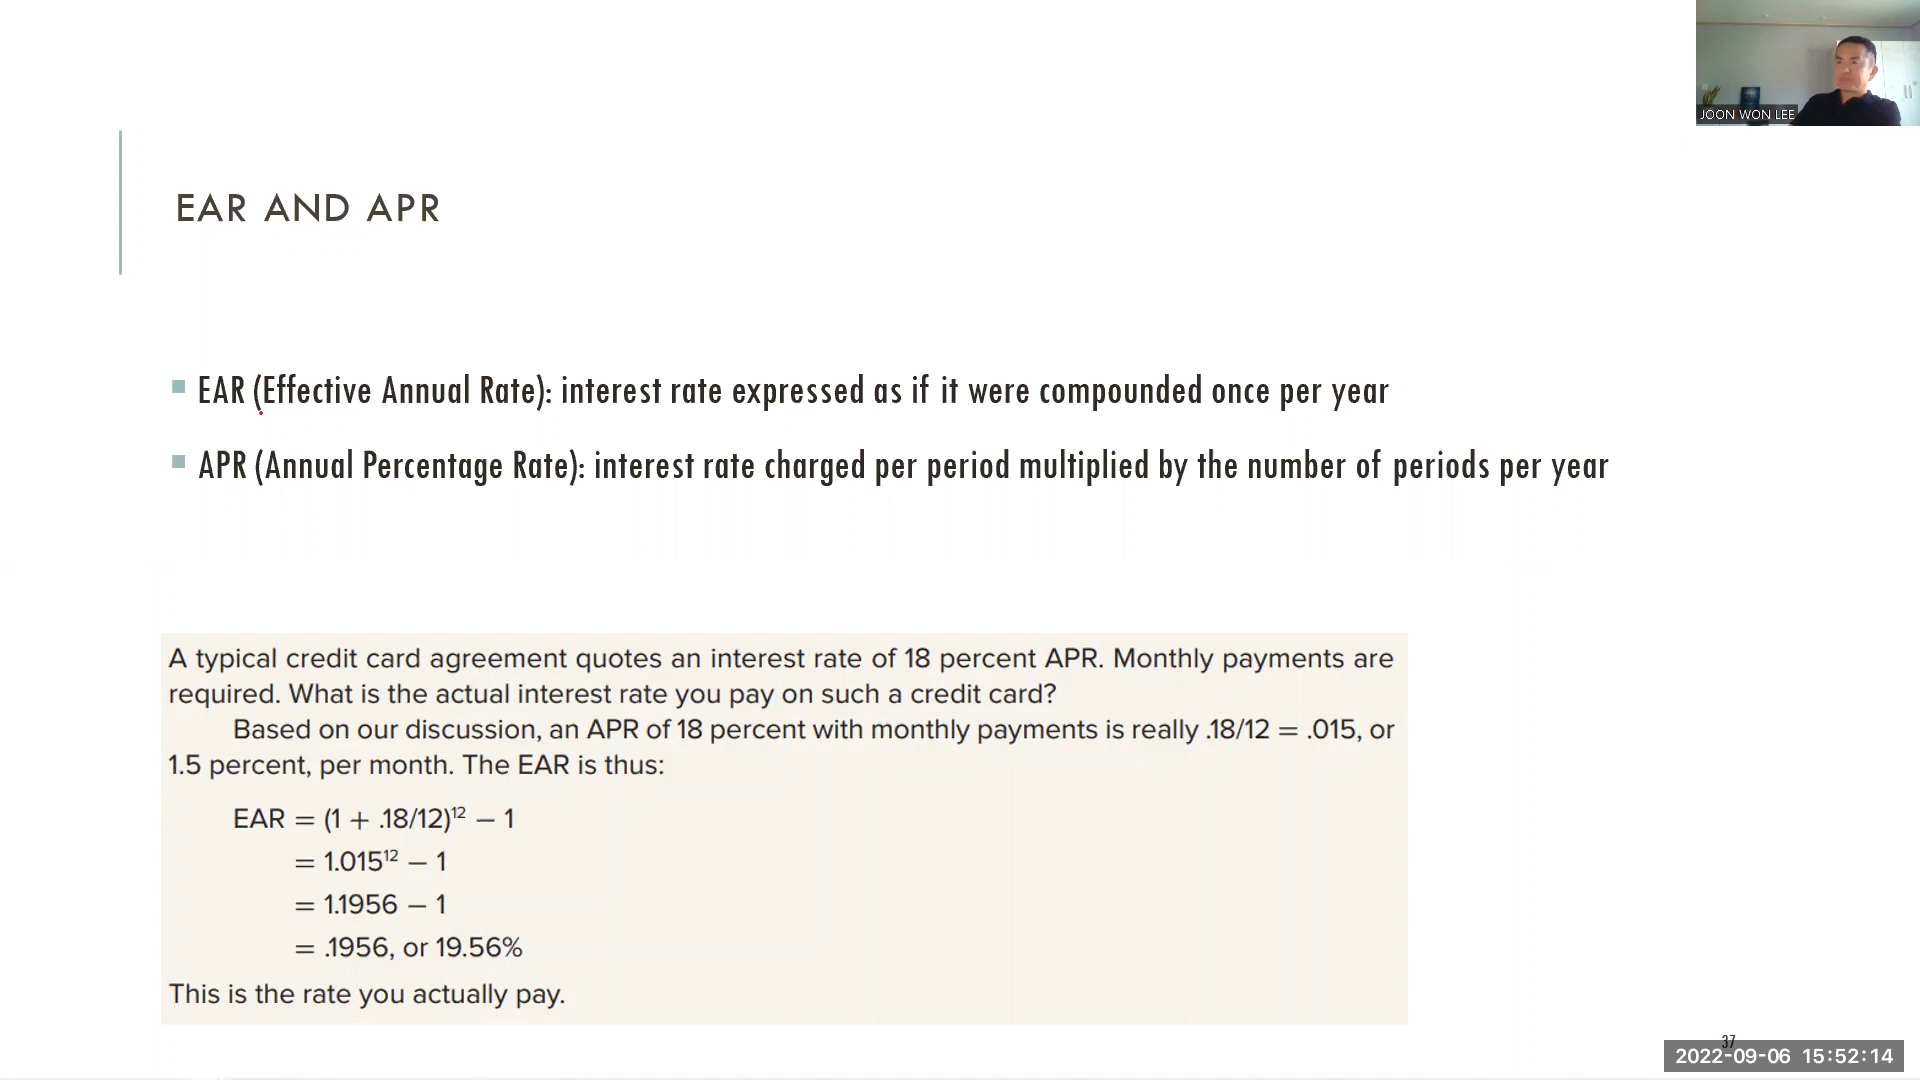 JOON WON LEE
EAR AND APR
EAR (Effective Annual Rate): interest rate expressed as if it were compounded once per year
APR (Annual Percentage Rate): interest rate charged per period multiplied by the number of periods per year
A typical credit card agreement quotes an interest rate of 18 percent APR. Monthly payments are
required. What is the actual interest rate you pay on such a credit card?
Based on our discussion, an APR of 18 percent with monthly payments is really .18/12 = .015, or
1.5 percent, per month. The EAR is thus:
EAR = (1 + .18/12)¹² − 1
= 1.015¹² − 1
= 1.1956 − 1
= .1956, or 19.56%
This is the rate you actually pay.
37
2022-09-06 15:52:14